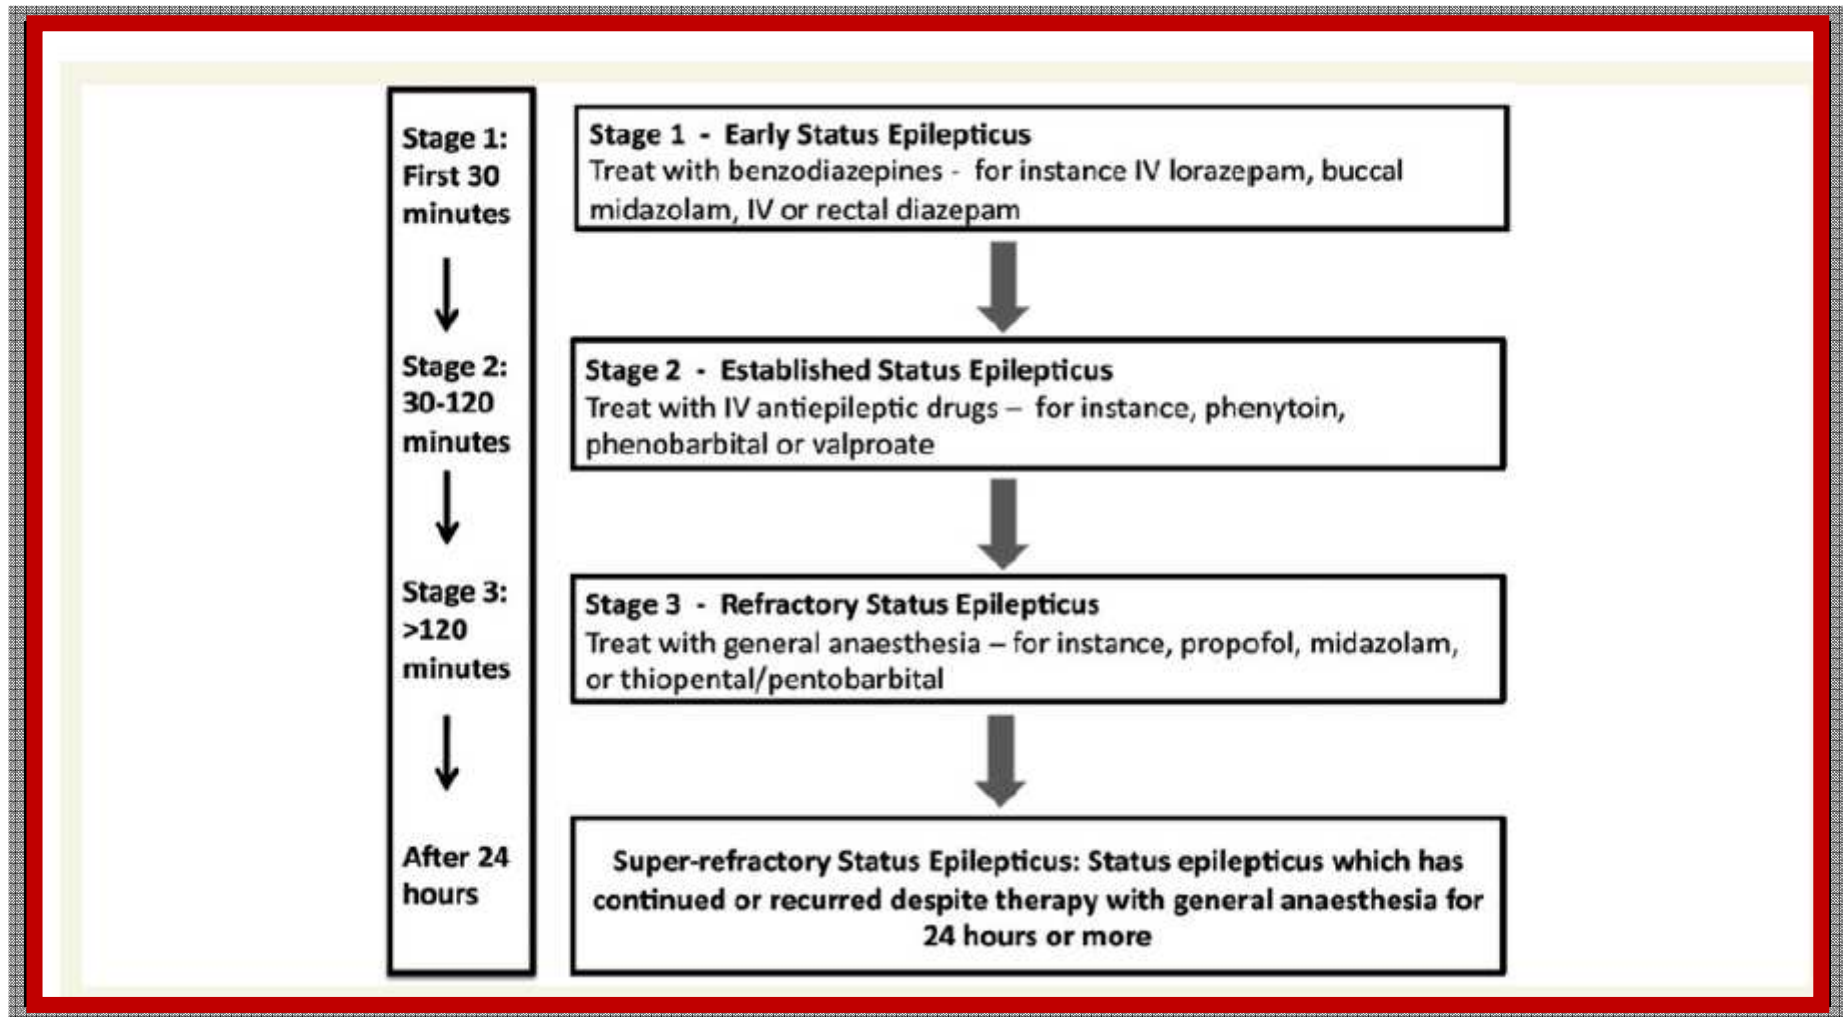 Stage 1:
First 30
minutes
Stage 2:
30-120
minutes
Stage 3:
>120
minutes
After 24
hours
Stage 1 - Early Status Epilepticus
Treat with benzodiazepines - for instance IV lorazepam, buccal
midazolam, IV or rectal diazepam
Stage 2 - Established Status Epilepticus
Treat with IV antiepileptic drugs – for instance, phenytoin,
phenobarbital or valproate
Stage 3 - Refractory Status Epilepticus
Treat with general anaesthesia – for instance, propofol, midazolam,
or thiopental/pentobarbital
Super-refractory Status Epilepticus: Status epilepticus which has
continued or recurred despite therapy with general anaesthesia for
24 hours or more